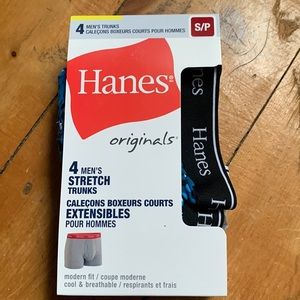 4 MEN'S TRUNKS
CALEÇONS BOXEURS COURTS POUR HOMMES
S/P
Hanes®
originals®
4 MEN'S
STRETCH
TRUNKS
CALEÇONS BOXEURS COURTS
EXTENSIBLES
POUR HOMMES
modern fit / coupe moderne
cool & breathable / respirants et frais
Hanes
Hanes